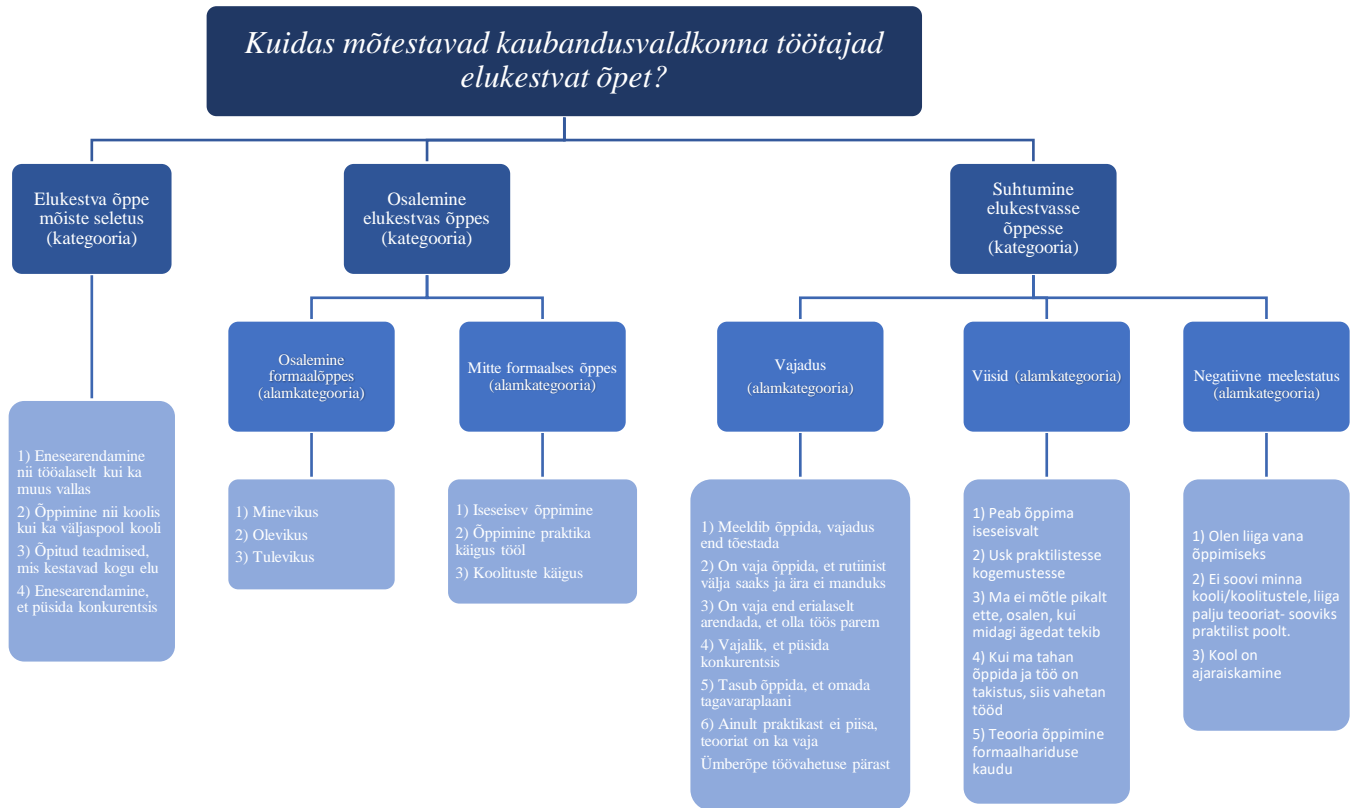 Kuidas mõtestavad kaubandusvaldkonna töötajad
elukestvat õpet?
Elukestva õppe
mõiste seletus
(kategooria)
1) Enesearendamine
nii tööalaselt kui ka
muus vallas
2) Õppimine nii koolis
kui ka väljaspool kooli
3) Õpitud teadmised,
mis kestavad kogu elu
4) Enesearendamine,
et püsida konkurentsis
Osalemine
elukestvas õppes
(kategooria)
Osalemine
formaalõppes
(alamkategooria)
1) Minevikus
2) Olevikus
3) Tulevikus
Mitte formaalses õppes
(alamkategooria)
1) Iseseisev õppimine
2) Õppimine praktika
käigus tööl
3) Koolituste käigus
Suhtumine
elukestvasse
õppesse
(kategooria)
Vajadus
(alamkategooria)
1) Meeldib õppida, vajadus
end tõestada
2) On vaja õppida, et rutiinist
välja saaks ja ära ei manduks
3) On vaja end erialaselt
arendada, et olla töös parem
4) Vajalik, et püsida
konkurentsis
5) Tasub õppida, et omada
tagavaraplaani
6) Ainult praktikast ei piisa,
teooriat on ka vaja
Ümberõpe töövahetuse pärast
Viisid (alamkategooria)
1) Peab õppima
iseseisvalt
2) Usk praktilistesse
kogemustesse
3) Ma ei mõtle pikalt
ette, osalen, kui
midagi ägedat tekib
4) Kui ma tahan
õppida ja töö on
takistus, siis vahetan
tööd
5) Teooria õppimine
formaalhariduse
kaudu
Negatiivne meelestatus
(alamkategooria)
1) Olen liiga vana
õppimiseks
2) Ei soovi minna
kooli/koolitustele, liiga
palju teooriat- sooviks
praktilist poolt.
3) Kool on
ajaraiskamine